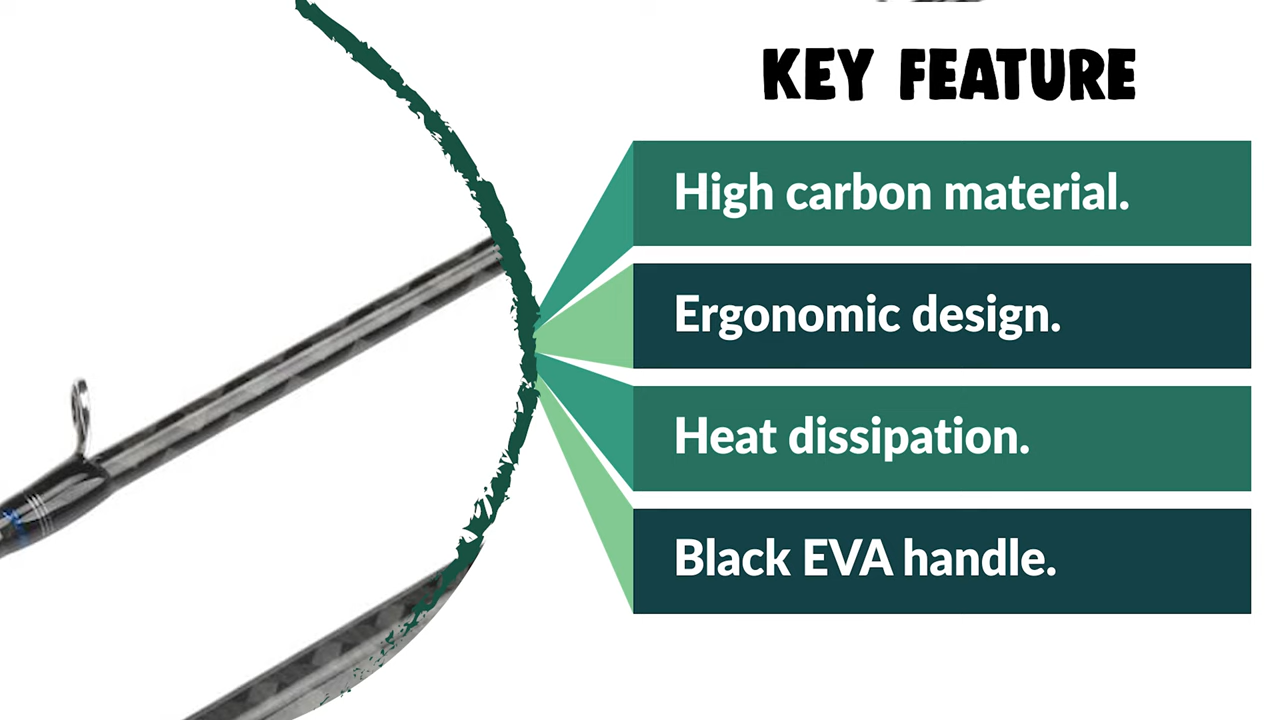 KEY FEATURE
High carbon material.
Ergonomic design.
Heat dissipation.
Black EVA handle.